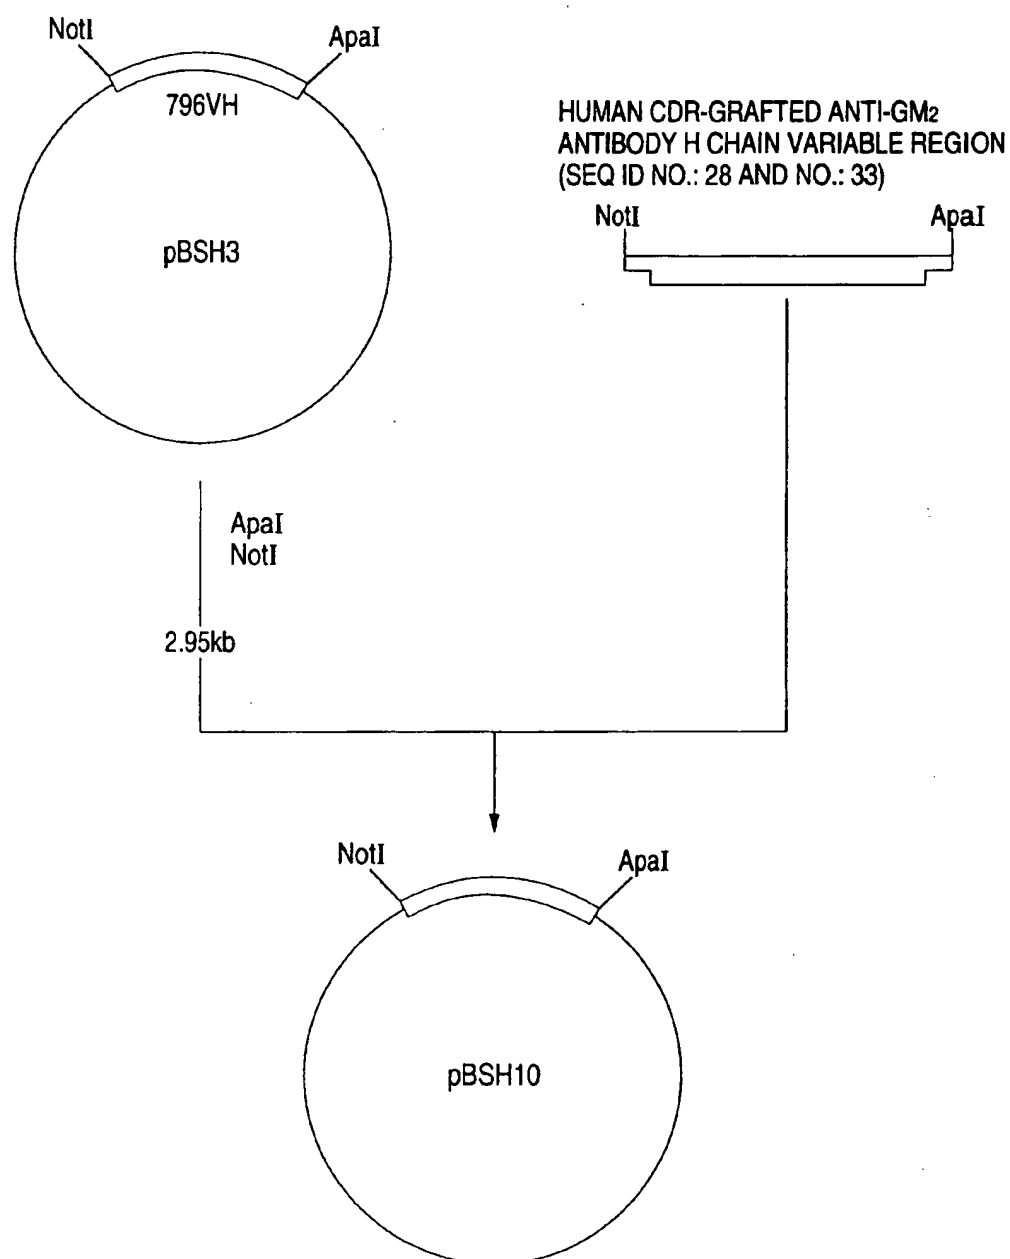 NotI
ApaI
796VH
pBSH3
HUMAN CDR-GRAFTED ANTI-GM2
ANTIBODY H CHAIN VARIABLE REGION
(SEQ ID NO.: 28 AND NO.: 33)
NotI
ApaI
ApaI
NotI
2.95kb
NotI
ApaI
pBSH10